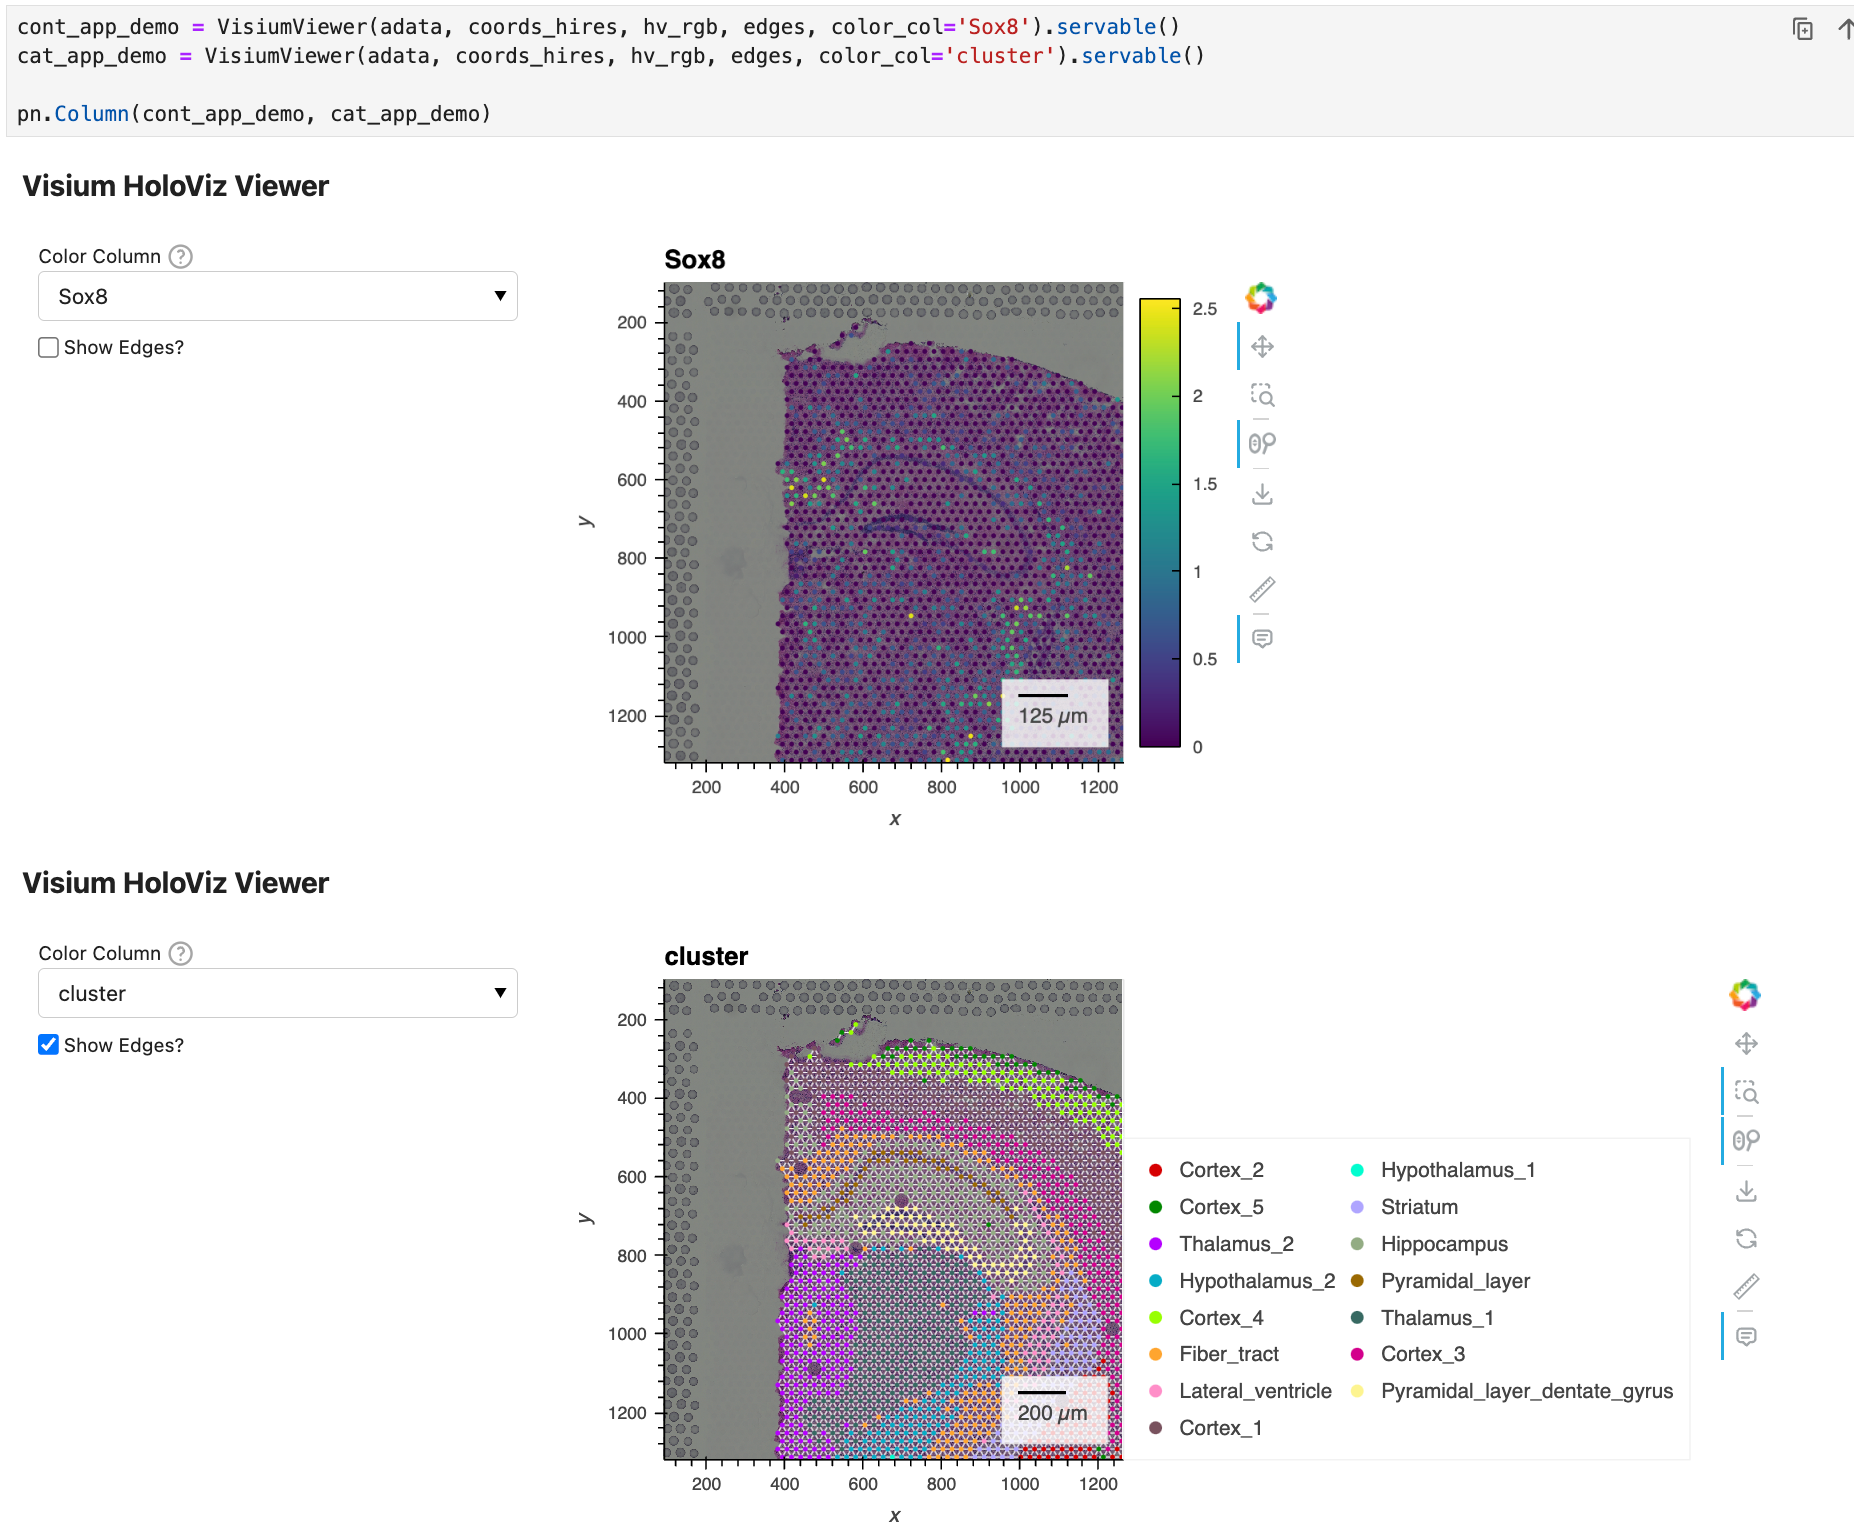 cont_app_demo = VisiumViewer(adata, coords_hires, hv_rgb, edges, color_col='Sox8').servable()
cat_app_demo = VisiumViewer(adata, coords_hires, hv_rgb, edges, color_col='cluster').servable()
pn.Column(cont_app_demo, cat_app_demo)
Visium HoloViz Viewer
Color Column ?
Sox8
Show Edges?
Sox8
y
200
400
600
800
1000
1200
200 400 600 800 1000 1200
x
125 µm
2.5
2
1.5
1
0.5
0
Visium HoloViz Viewer
Color Column ?
cluster
Show Edges?
cluster
y
200
400
600
800
1000
1200
200 400 600 800 1000 1200
x
200 µm
Cortex_2 Hypothalamus_1
Cortex_5 Striatum
Thalamus_2 Hippocampus
Hypothalamus_2 Pyramidal_layer
Cortex_4 Thalamus_1
Fiber_tract Cortex_3
Lateral_ventricle Pyramidal_layer_dentate_gyrus
Cortex_1